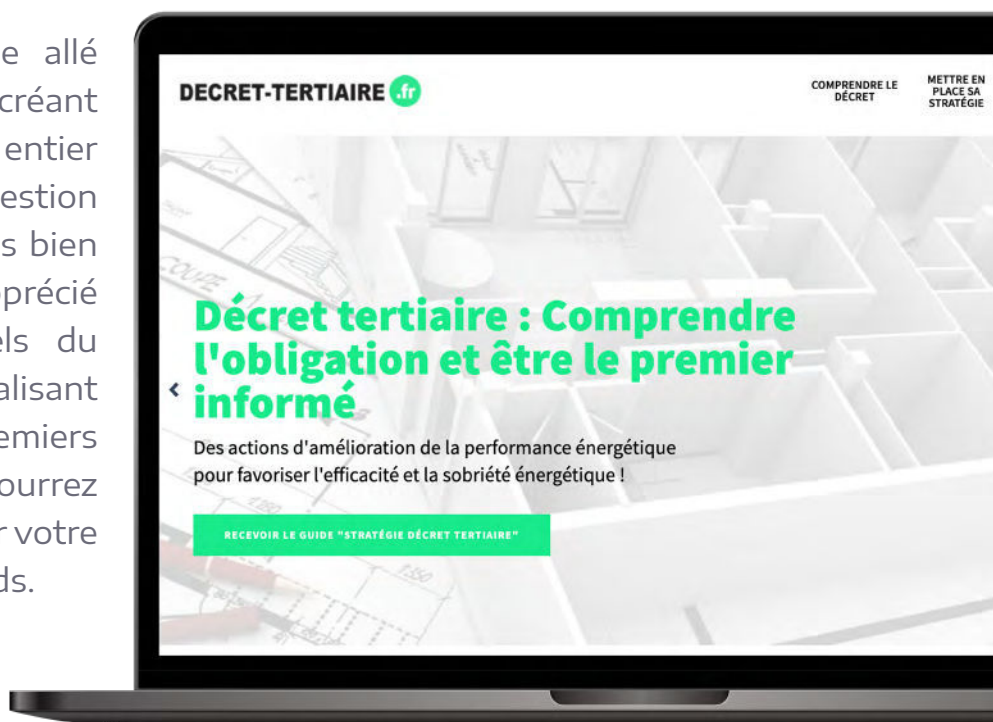 e allé
créant
entier
estion
s bien
précié
els du
alisant
emiers
ourrez
r votre
ds.
DECRET-TERTIAIRE .fr
COMPRENDRE LE
DÉCRET
METTRE EN
PLACE SA
STRATÉGIE
COUPE
Décret tertiaire : Comprendre
l'obligation et être le premier
informé
Des actions d'amélioration de la performance énergétique
pour favoriser l'efficacité et la sobriété énergétique !
RECEVOIR LE GUIDE "STRATÉGIE DÉCRET TERTIAIRE"